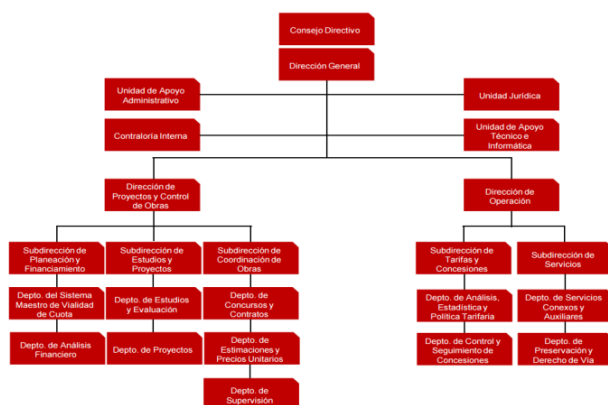 Consejo Directivo
Dirección General
Unidad de Apoyo
Administrativo
Unidad Jurídica
Contraloría Interna
Unidad de Apoyo
Técnico e
Informática
Dirección de
Proyectos y Control
de Obras
Dirección de
Operación
Subdirección de
Planeación y
Financiamiento
Subdirección de
Estudios y
Proyectos
Subdirección de
Coordinación de
Obras
Subdirección de
Tarifas y
Concesiones
Subdirección de
Servicios
Depto. del Sistema
Maestro de Vialidad
de Cuota
Depto. de Estudios
y Evaluación
Depto. de
Concursos y
Contratos
Depto. de Análisis,
Estadística y
Política Tarifaria
Depto. de Servicios
Conexos y
Auxiliares
Depto. de Análisis
Financiero
Depto. de Proyectos
Depto. de
Estimaciones y
Precios Unitarios
Depto. de Control y
Seguimiento de
Concesiones
Depto. de
Preservación y
Derecho de Vía
Depto. de
Supervisión